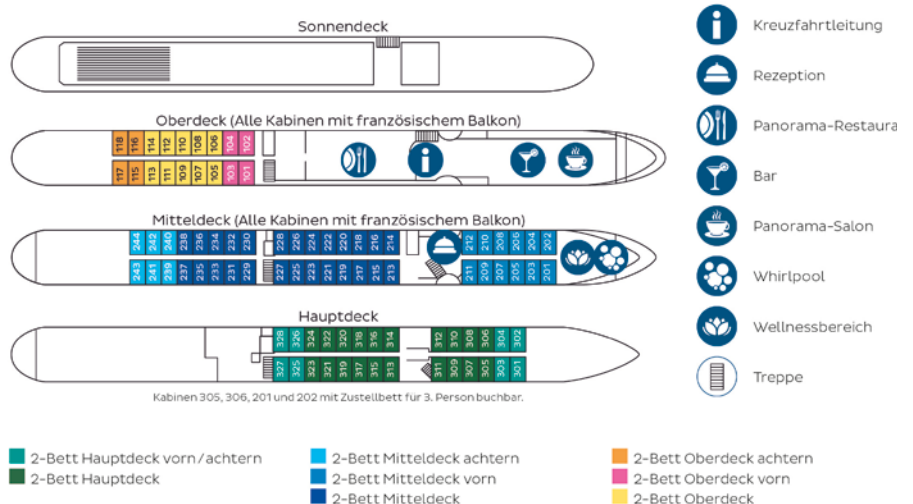 Sonnendeck
Oberdeck (Alle Kabinen mit französischem Balkon)
118 116 114 112 110 108 106 104 102
117 115 113 111 109 107 105 103 101
Mitteldeck (Alle Kabinen mit französischem Balkon)
244 242 240 238 236 234 232 230 228 226 224 222 220 218 216 214 212 210 208 206 204 202
243 241 239 237 235 233 231 229 227 225 223 221 219 217 215 213 211 209 207 205 203 201
Hauptdeck
328 326 324 322 320 318 316 314 312 310 308 306 304 302
327 325 323 321 319 317 315 313 311 309 307 305 303 301
Kabinen 305, 306, 201 und 202 mit Zustellbett für 3. Person buchbar.
Kreuzfahrtleitung
Rezeption
Panorama-Restaura
Bar
Panorama-Salon
Whirlpool
Wellnessbereich
Treppe
2-Bett Hauptdeck vorn/achtern
2-Bett Hauptdeck
2-Bett Mitteldeck achtern
2-Bett Mitteldeck vorn
2-Bett Mitteldeck
2-Bett Oberdeck achtern
2-Bett Oberdeck vorn
2-Bett Oberdeck